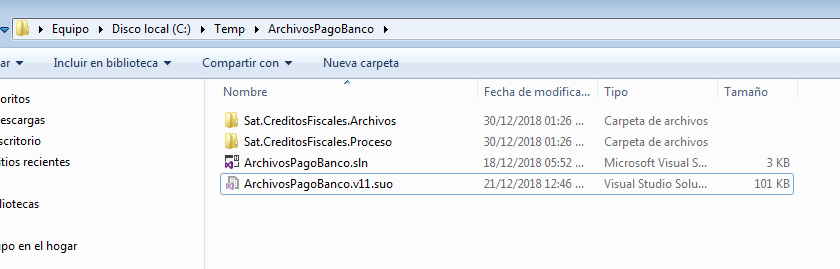 Equipo Disco local (C:) Temp ArchivosPagoBanco
ar Incluir en biblioteca Compartir con Nueva carpeta
Nombre Fecha de modifica... Tipo Tamaño
oritos
Sat.CreditosFiscales.Archivos 30/12/2018 01:26 ... Carpeta de archivos
escargas
Sat.CreditosFiscales.Proceso 30/12/2018 01:26 ... Carpeta de archivos
scritorio
ArchivosPagoBanco.sln 18/12/2018 05:52 ... Microsoft Visual S... 3 KB
itios recientes
ArchivosPagoBanco.v11.suo 21/12/2018 12:46 ... Visual Studio Solu... 101 KB
bliotecas
upo en el hogar